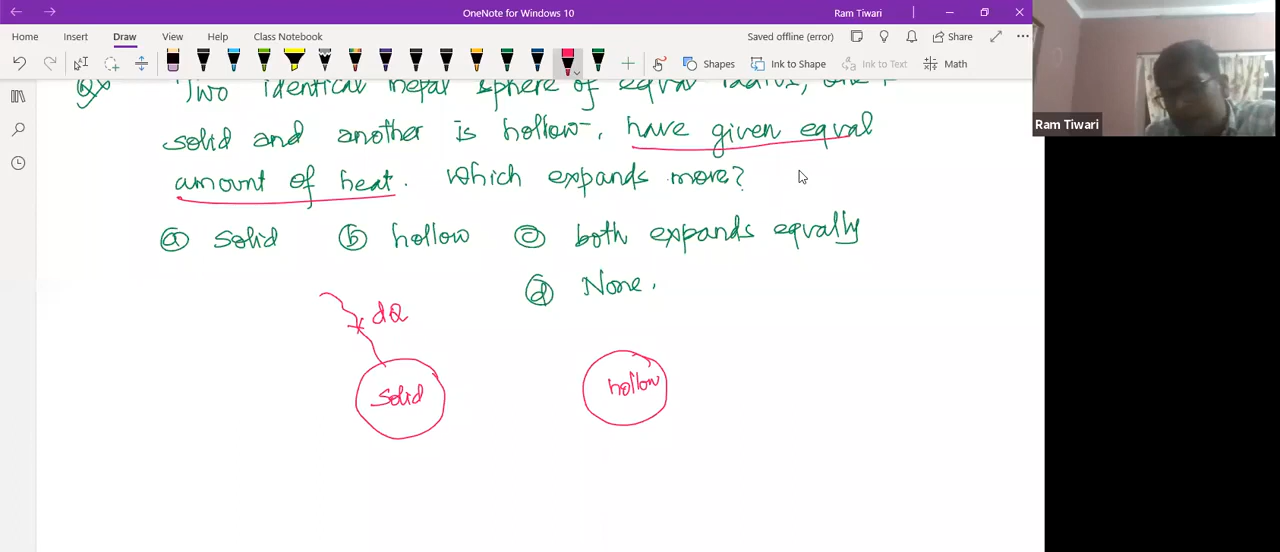 OneNote for Windows 10
Ram Tiwari
Home Insert Draw View Help Class Notebook
Saved offline (error) Share
Shapes Ink to Shape Ink to Text Math
Qx Two identical metal sphere of equal radius, one
solid and another is hollow, have given equal
amount of heat. Which expands more?
(a) solid (b) hollow (c) both expands equally
(d) None.
dQ
solid
hollow
Ram Tiwari